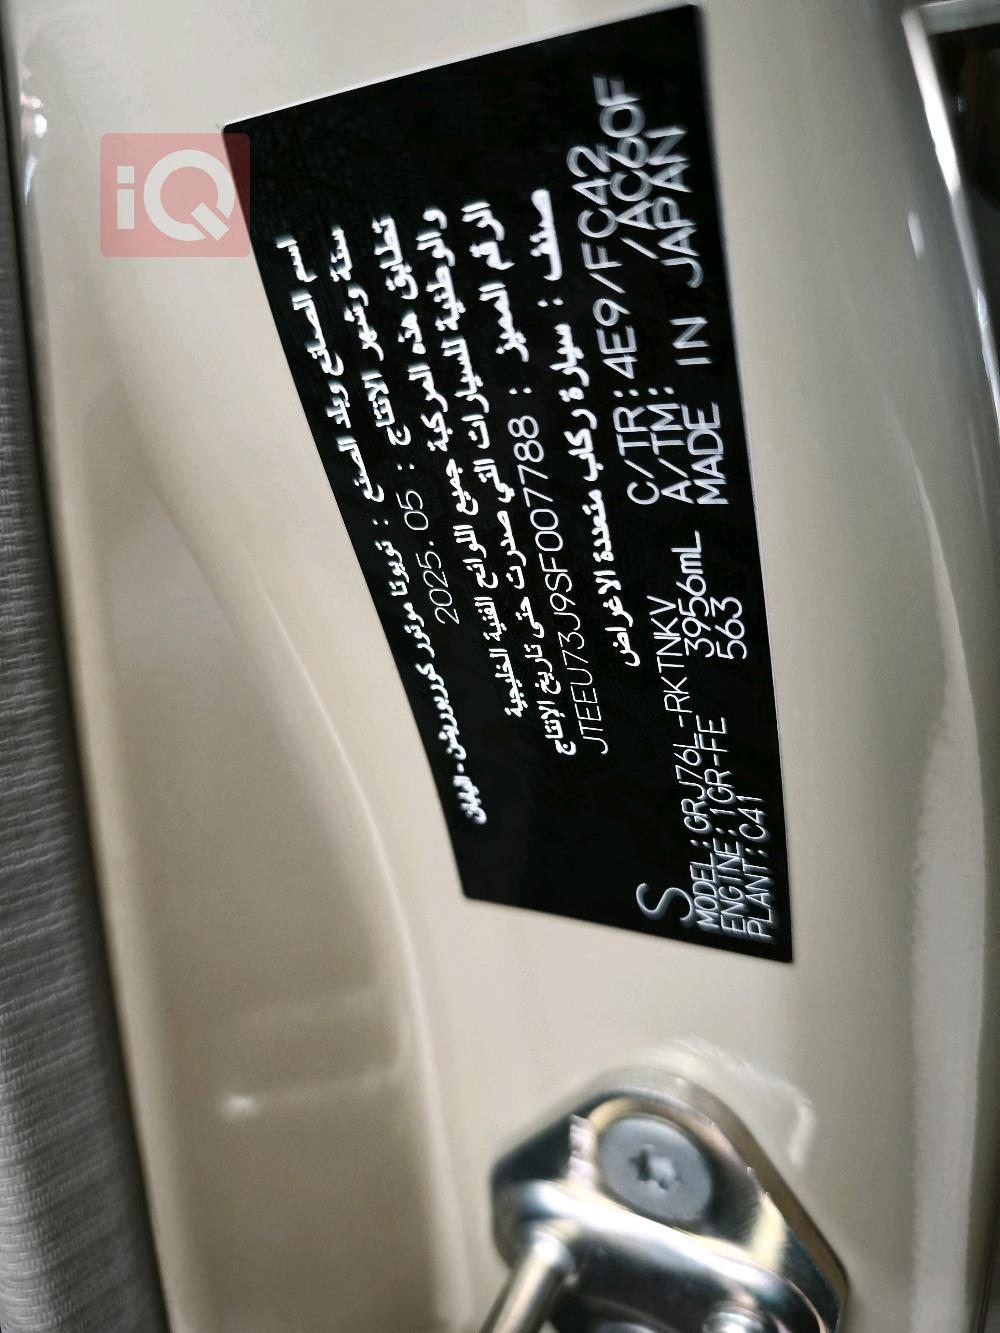 iQ
اسم الصانع وبلد الصنع : تويوتا موتور كوربوريشن - اليابان
سنة وشهر الانتاج : 2025.05
تطابق هذه المركبة جميع اللوائح الفنية الخليجية
والوطنية للسيارات التي صدرت حتى تاريخ الإنتاج
الرقم المميز : JTEEU73J9SF007788
صنف : سيارة ركاب متعددة الاغراض
S
MODEL : GRJ76L-RKTNKV C/TR: 4E9/FC42
ENGINE: 1GR-FE 3956mL A/TM: /AC60F
PLANT: C41 563 MADE IN JAPAN